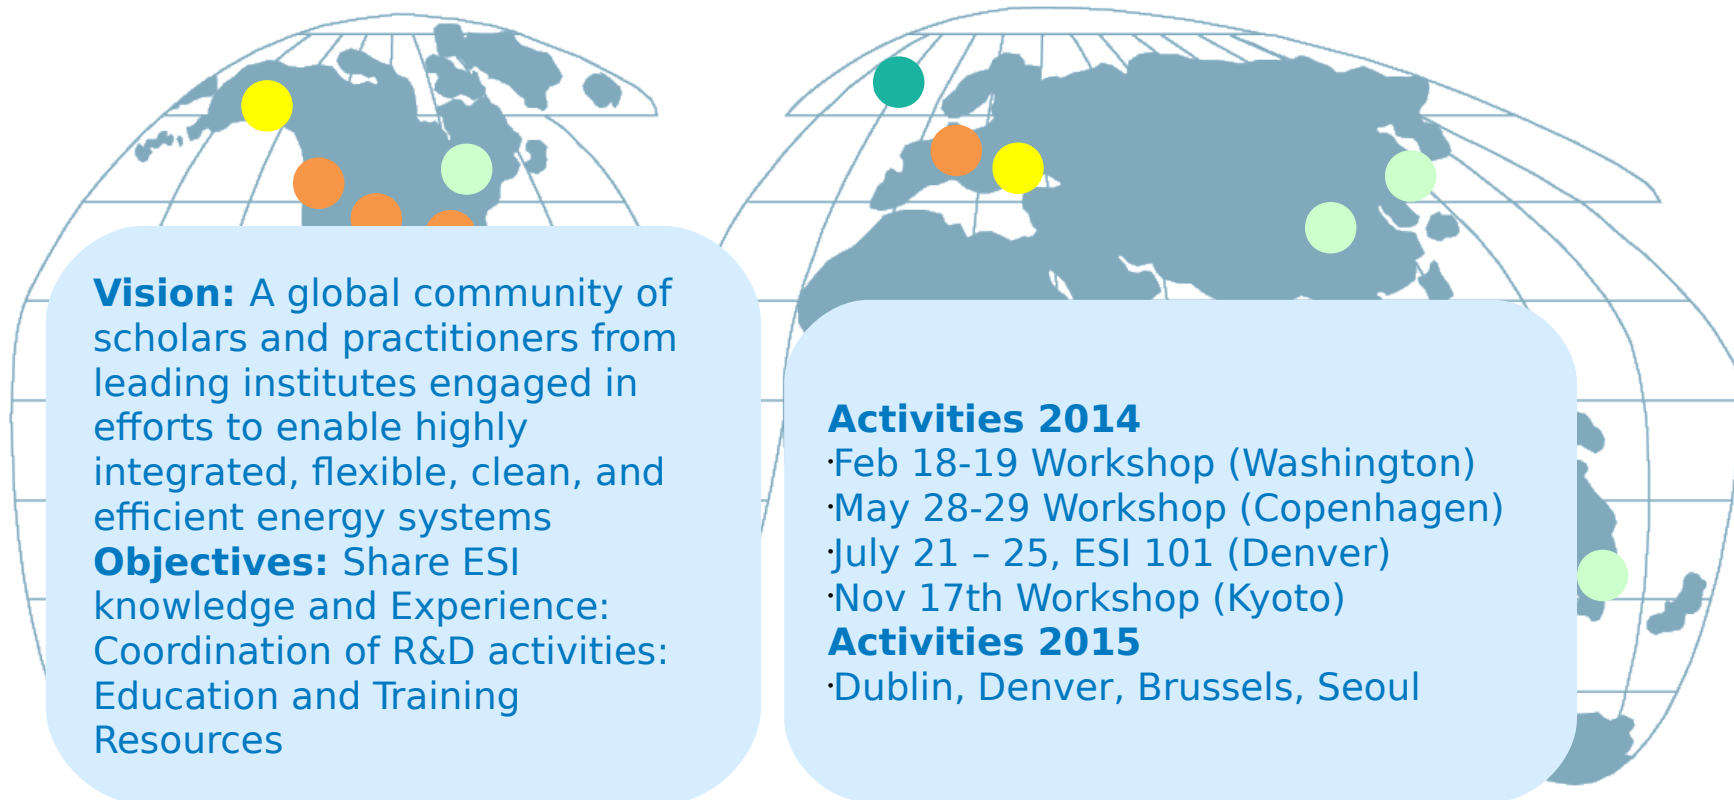 Vision: A global community of
scholars and practitioners from
leading institutes engaged in
efforts to enable highly
integrated, flexible, clean, and
efficient energy systems
Objectives: Share ESI
knowledge and Experience:
Coordination of R&D activities:
Education and Training
Resources
Activities 2014
·Feb 18-19 Workshop (Washington)
·May 28-29 Workshop (Copenhagen)
·July 21 – 25, ESI 101 (Denver)
·Nov 17th Workshop (Kyoto)
Activities 2015
·Dublin, Denver, Brussels, Seoul